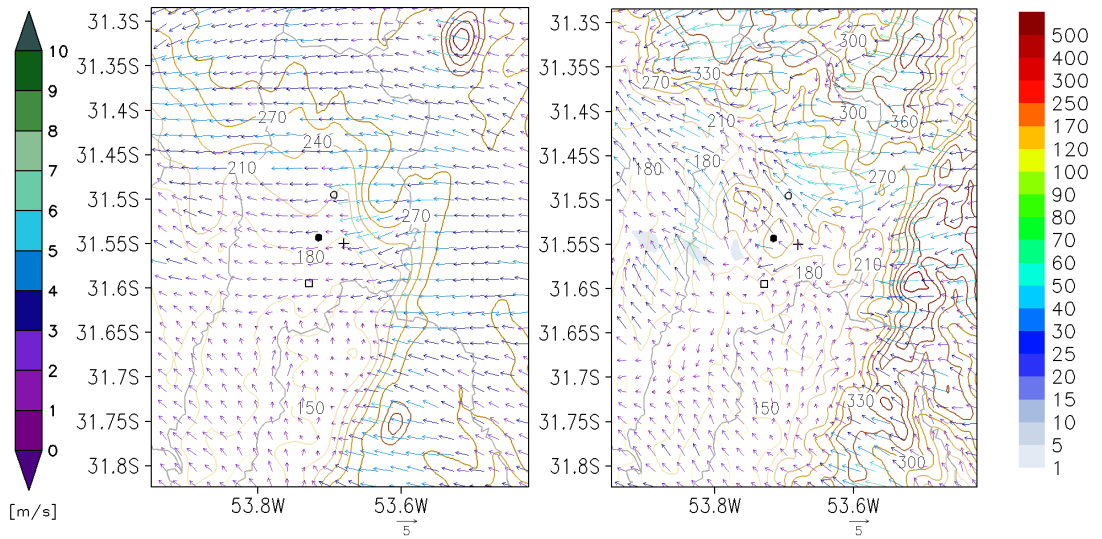 10
9
8
7
6
5
4
3
2
1
0
[m/s]
31.3S
31.35S
31.4S
31.45S
31.5S
31.55S
31.6S
31.65S
31.7S
31.75S
31.8S
270
240
210
270
180
150
53.8W
53.6W
5
31.3S
31.35S
31.4S
31.45S
31.5S
31.55S
31.6S
31.65S
31.7S
31.75S
31.8S
300
330
270
300
360
210
180
180
270
210
180
330
150
300
53.8W
53.6W
5
500
400
300
250
170
120
100
90
80
70
60
50
40
30
25
20
15
10
5
1